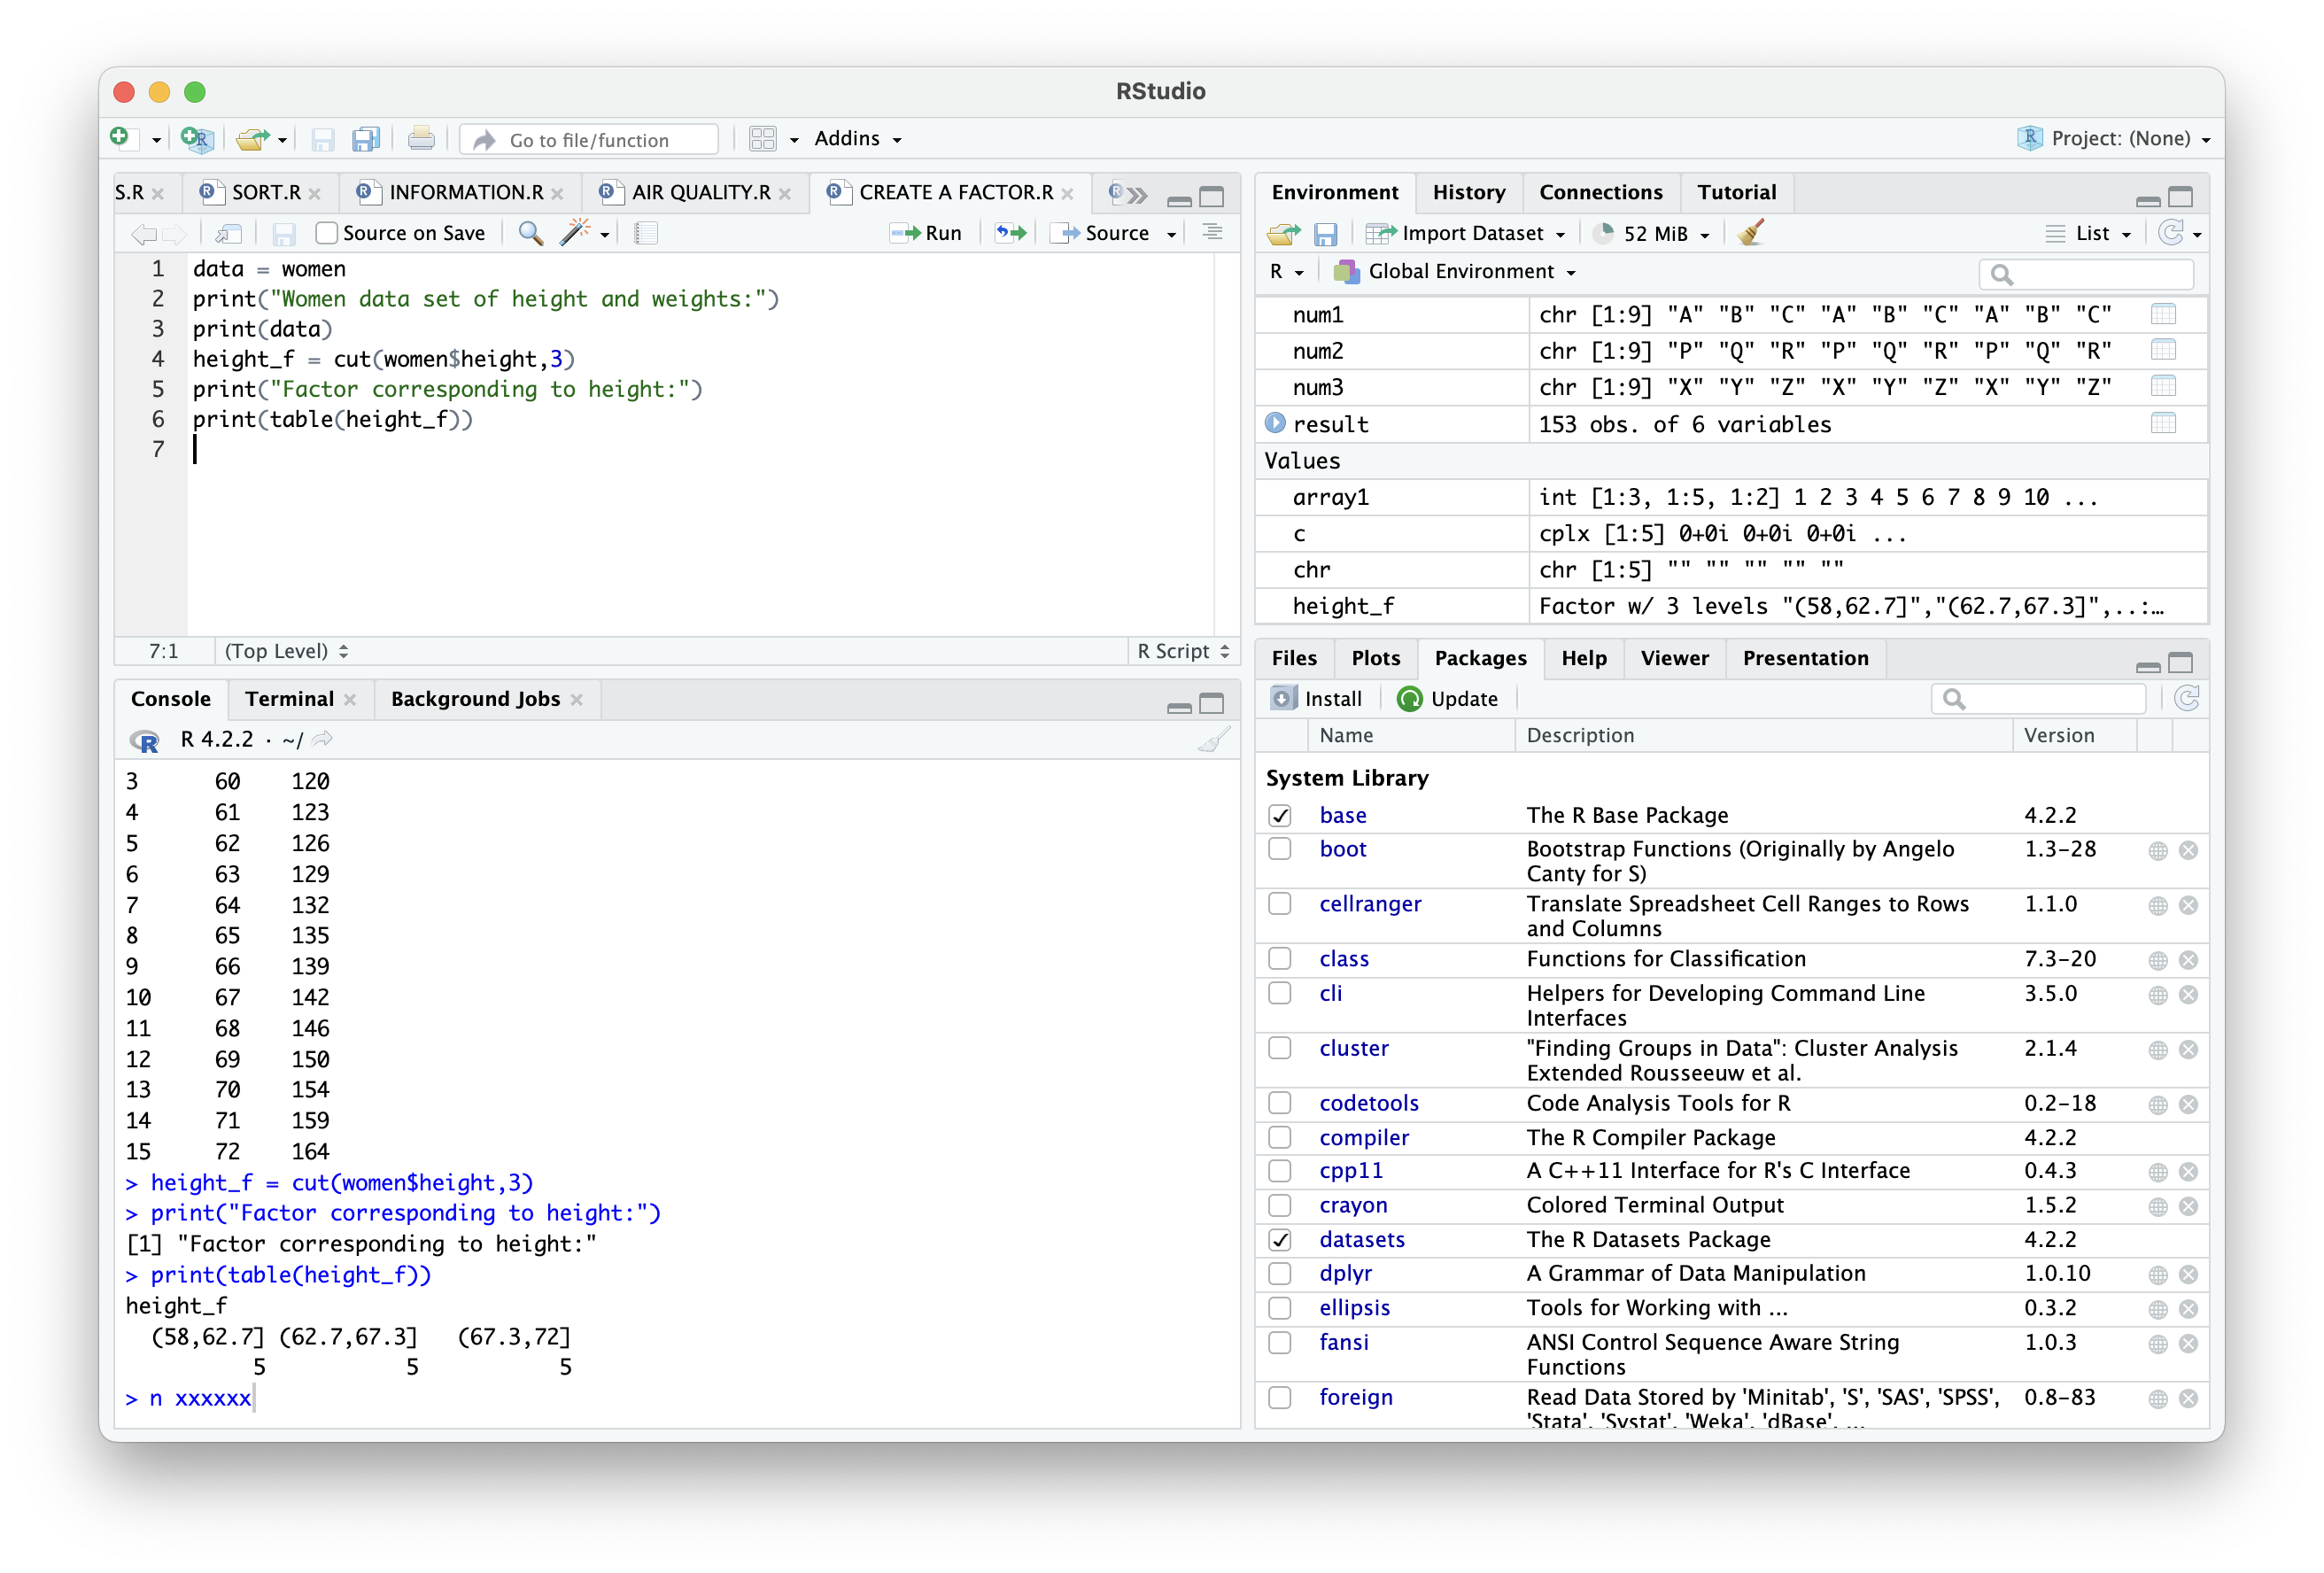 RStudio
Go to file/function
Addins
Project: (None)
S.R
SORT.R
INFORMATION.R
AIR QUALITY.R
CREATE A FACTOR.R
Source on Save
Run
Source
1 data = women
2 print("Women data set of height and weights:")
3 print(data)
4 height_f = cut(women$height,3)
5 print("Factor corresponding to height:")
6 print(table(height_f))
7
7:1 (Top Level) R Script
Console Terminal Background Jobs
R 4.2.2 · ~/
3 60 120
4 61 123
5 62 126
6 63 129
7 64 132
8 65 135
9 66 139
10 67 142
11 68 146
12 69 150
13 70 154
14 71 159
15 72 164
> height_f = cut(women$height,3)
> print("Factor corresponding to height:")
[1] "Factor corresponding to height:"
> print(table(height_f))
height_f
(58,62.7] (62.7,67.3] (67.3,72]
5 5 5
> n xxxxxx
Environment History Connections Tutorial
Import Dataset 52 MiB List
R Global Environment
num1 chr [1:9] "A" "B" "C" "A" "B" "C" "A" "B" "C"
num2 chr [1:9] "P" "Q" "R" "P" "Q" "R" "P" "Q" "R"
num3 chr [1:9] "X" "Y" "Z" "X" "Y" "Z" "X" "Y" "Z"
result 153 obs. of 6 variables
Values
array1 int [1:3, 1:5, 1:2] 1 2 3 4 5 6 7 8 9 10 ...
c cplx [1:5] 0+0i 0+0i 0+0i ...
chr chr [1:5] "" "" "" "" ""
height_f Factor w/ 3 levels "(58,62.7]","(62.7,67.3]",..:…
Files Plots Packages Help Viewer Presentation
Install Update
Name Description Version
System Library
base The R Base Package 4.2.2
boot Bootstrap Functions (Originally by Angelo 1.3-28
Canty for S)
cellranger Translate Spreadsheet Cell Ranges to Rows 1.1.0
and Columns
class Functions for Classification 7.3-20
cli Helpers for Developing Command Line 3.5.0
Interfaces
cluster "Finding Groups in Data": Cluster Analysis 2.1.4
Extended Rousseeuw et al.
codetools Code Analysis Tools for R 0.2-18
compiler The R Compiler Package 4.2.2
cpp11 A C++11 Interface for R's C Interface 0.4.3
crayon Colored Terminal Output 1.5.2
datasets The R Datasets Package 4.2.2
dplyr A Grammar of Data Manipulation 1.0.10
ellipsis Tools for Working with ... 0.3.2
fansi ANSI Control Sequence Aware String 1.0.3
Functions
foreign Read Data Stored by 'Minitab', 'S', 'SAS', 'SPSS', 0.8-83
'Stata', 'Systat', 'Weka', 'dBase', ...